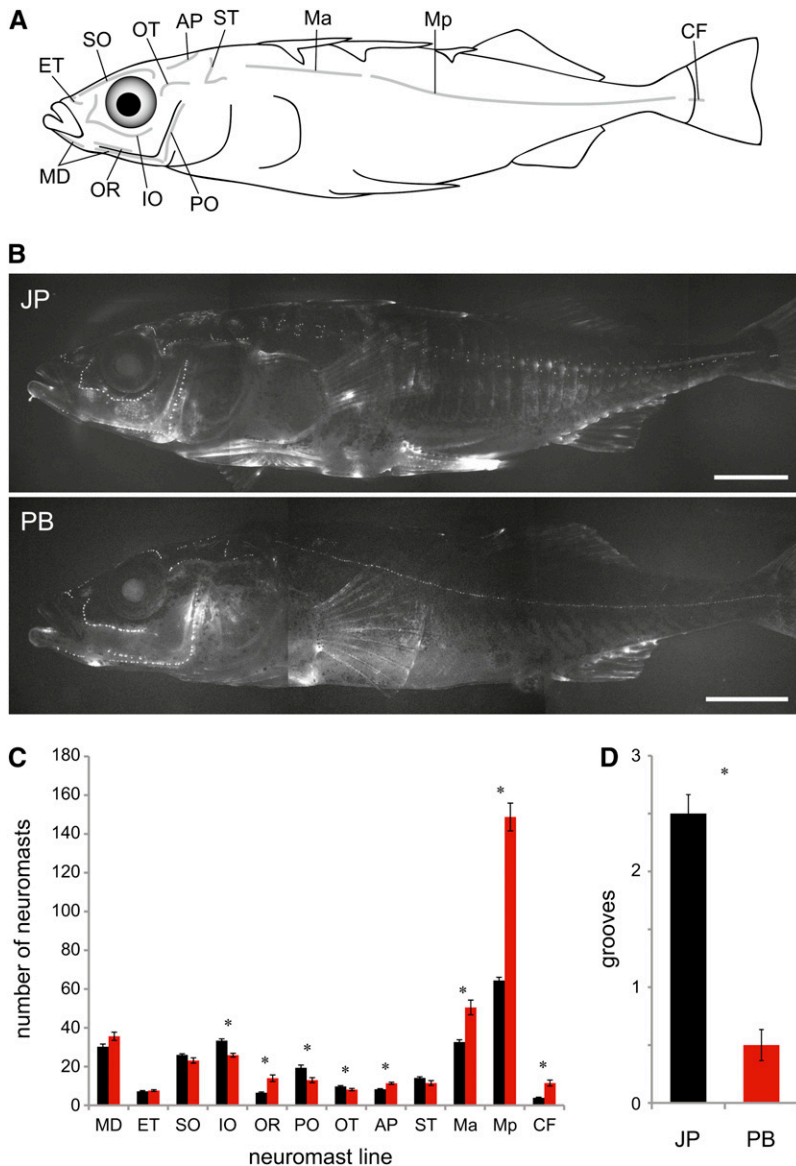 A
ET
SO
OT
AP
ST
Ma
Mp
CF
MD
OR
IO
PO
B
JP
PB
C
number of neuromasts
180
160
140
120
100
80
60
40
20
0
* * * * * * * *
MD ET SO IO OR PO OT AP ST Ma Mp CF
neuromast line
D
grooves
3
2
1
0
*
JP PB